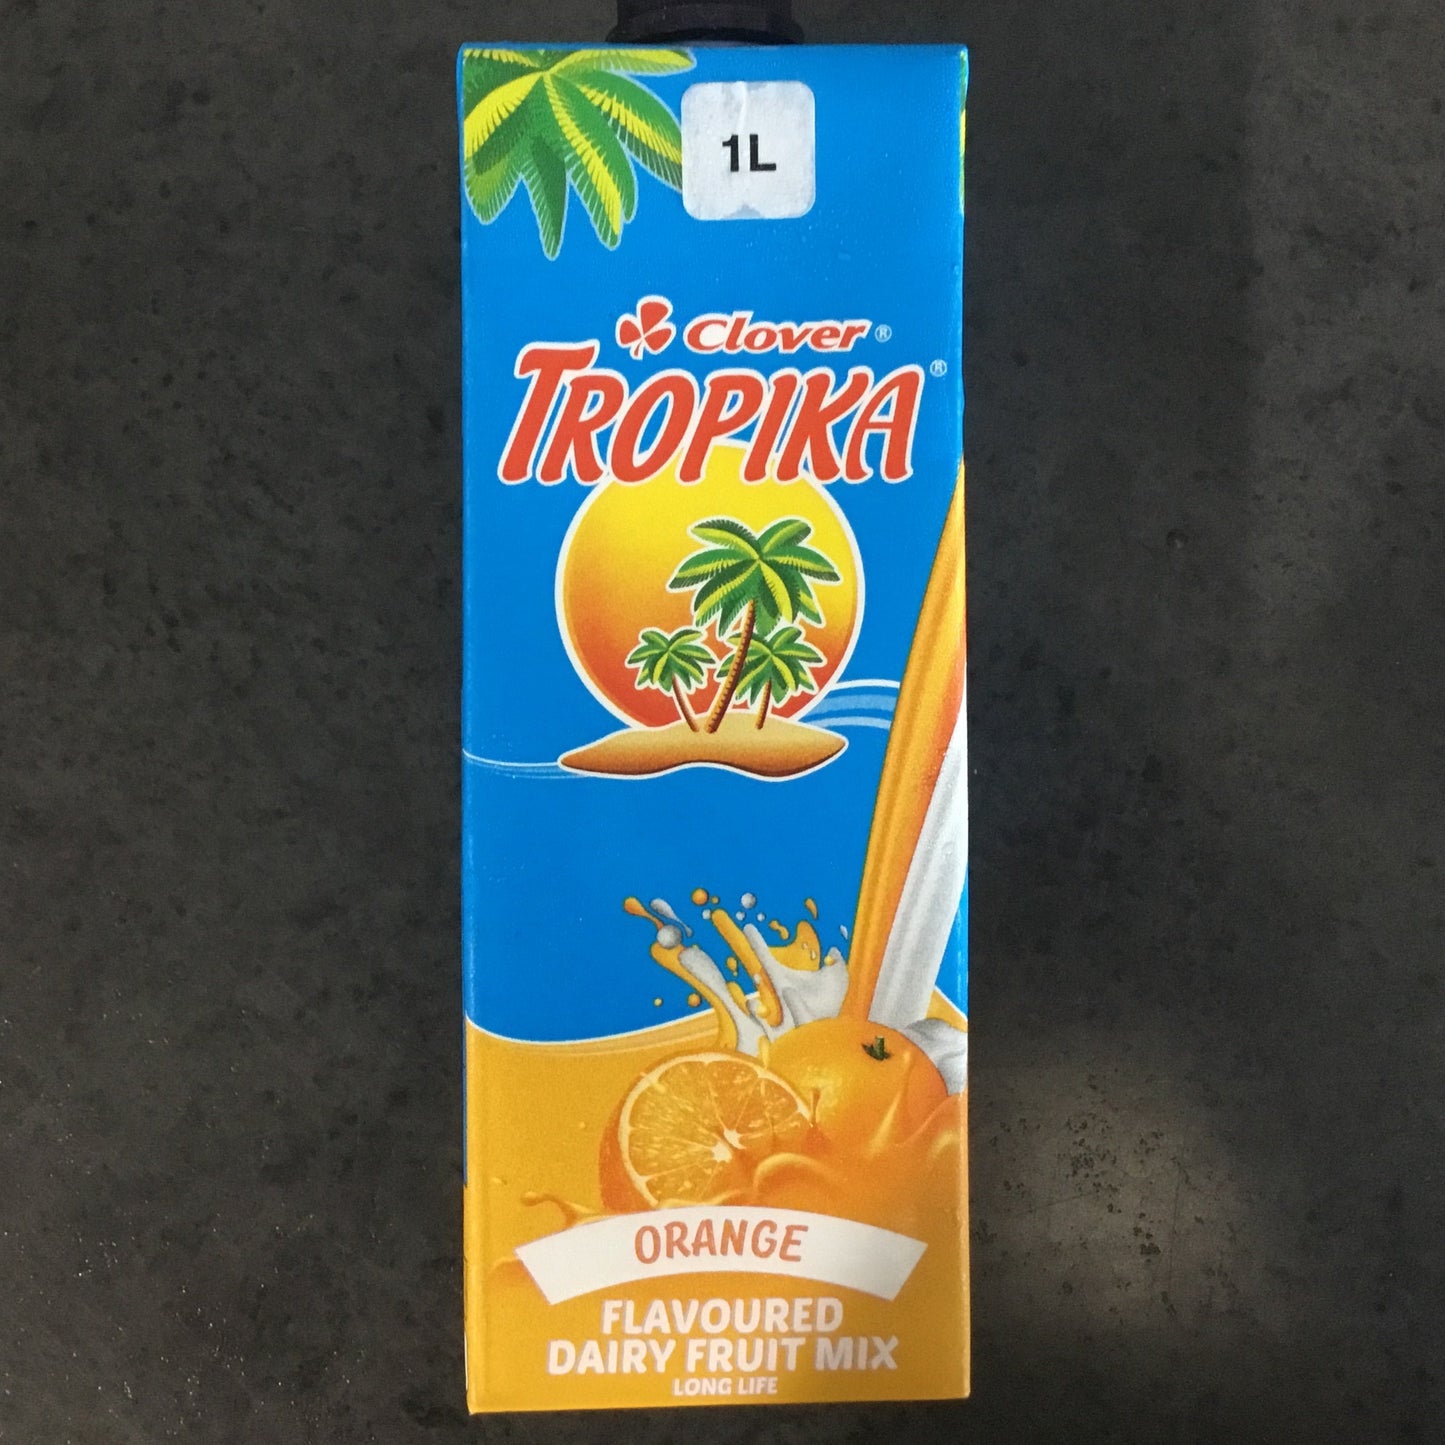 1L
Clover®
TROPIKA®
ORANGE
FLAVOURED
DAIRY FRUIT MIX
LONG LIFE